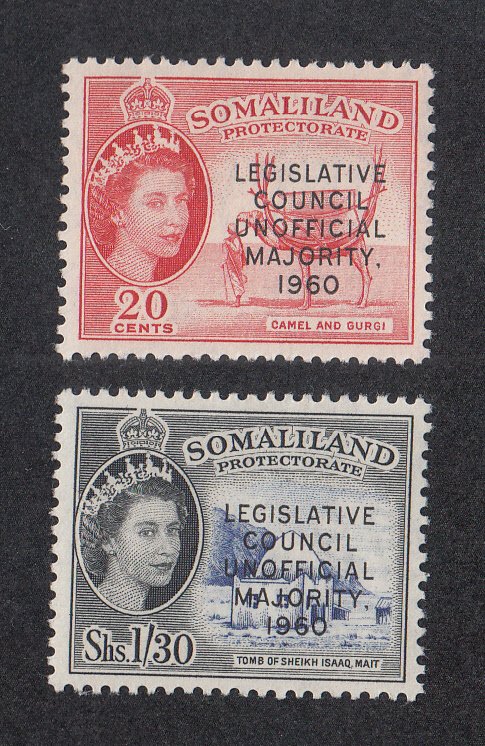 SOMALILAND
PROTECTORATE
LEGISLATIVE
COUNCIL
UNOFFICIAL
MAJORITY,
1960
20
CENTS
CAMEL AND GURGI
SOMALILAND
PROTECTORATE
LEGISLATIVE
COUNCIL
UNOFFICIAL
MAJORITY,
1960
Shs.1/30
TOMB OF SHEIKH ISAAQ, MAIT